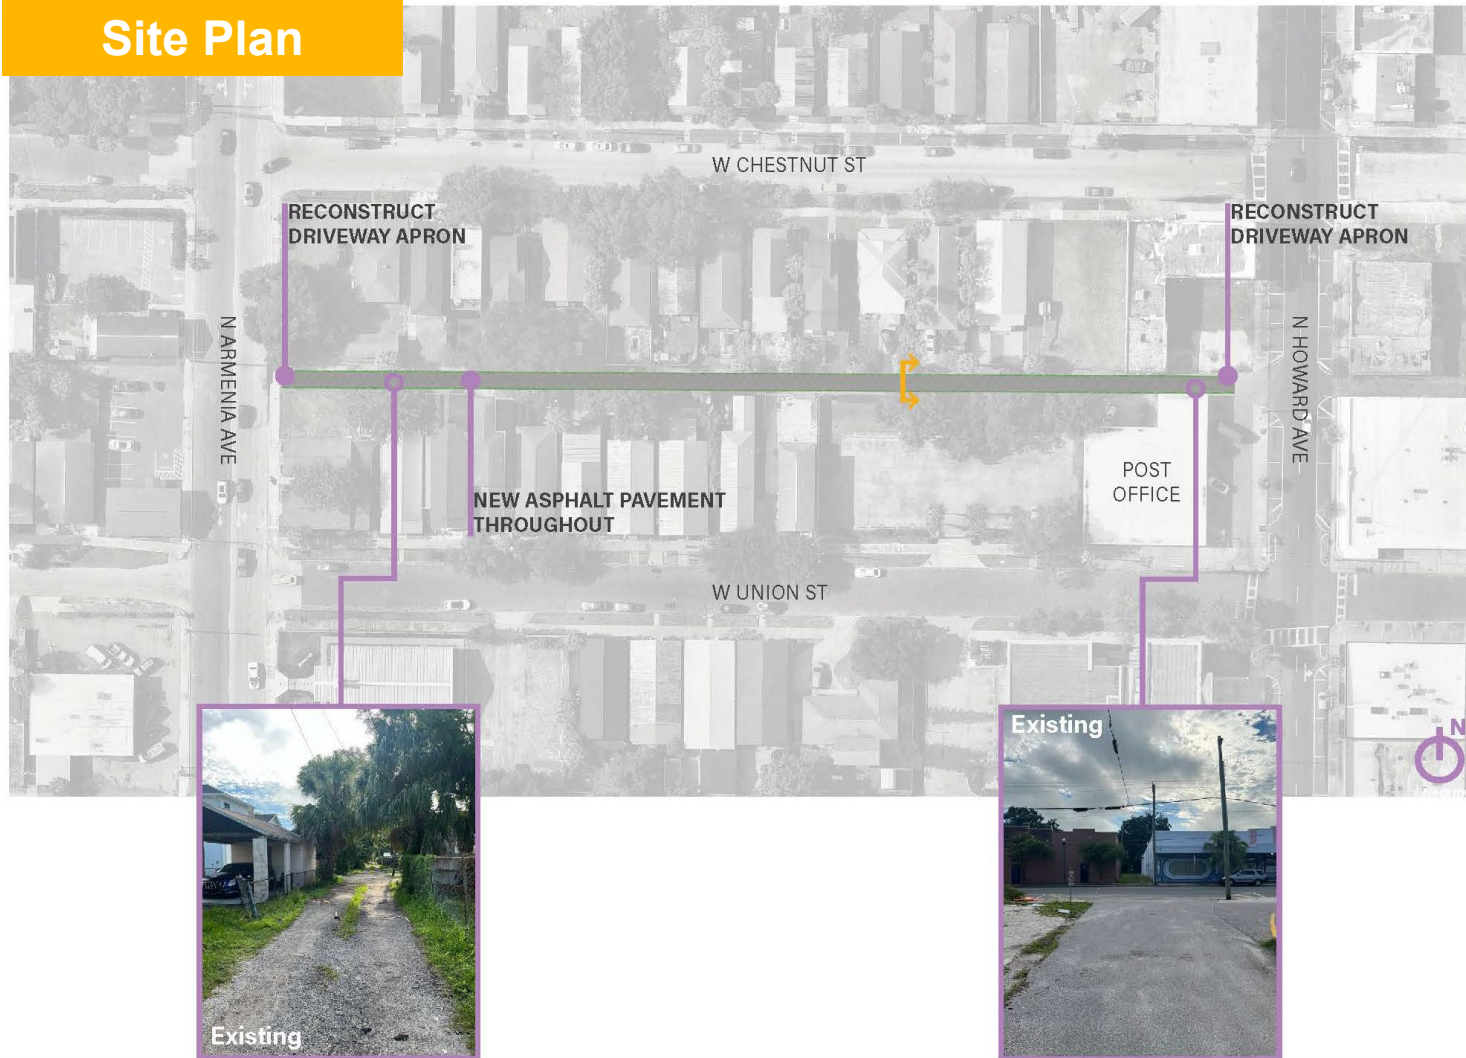 Site Plan
W CHESTNUT ST
RECONSTRUCT
DRIVEWAY APRON
RECONSTRUCT
DRIVEWAY APRON
N ARMENIA AVE
N HOWARD AVE
POST
OFFICE
NEW ASPHALT PAVEMENT
THROUGHOUT
W UNION ST
Existing
N
Existing